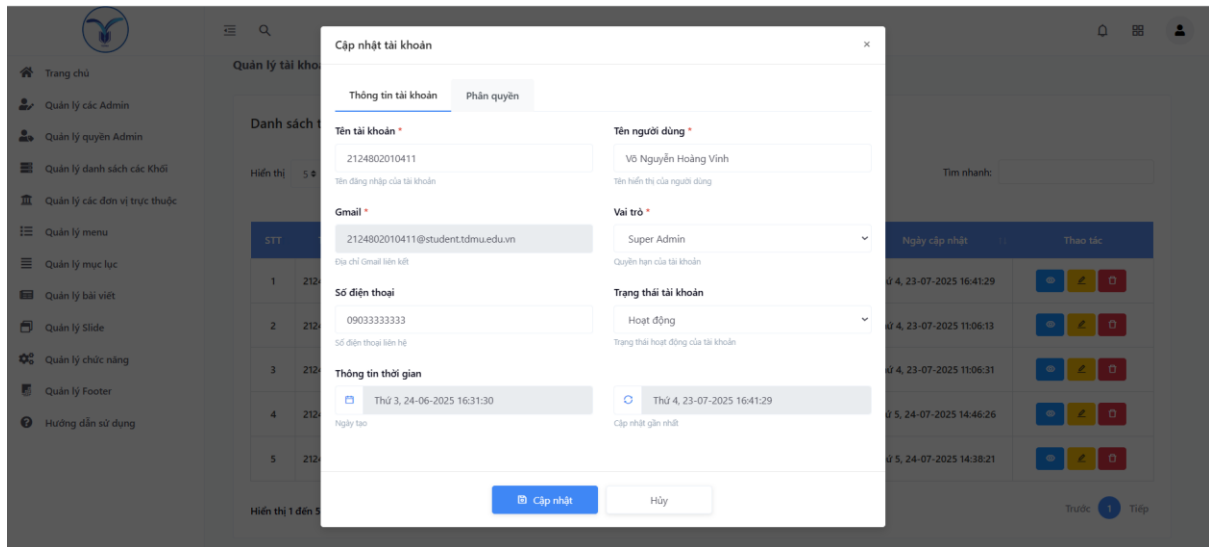 Trang chủ
Quản lý các Admin
Quản lý quyền Admin
Quản lý danh sách các Khối
Quản lý các đơn vị trực thuộc
Quản lý menu
Quản lý mục lục
Quản lý bài viết
Quản lý Slide
Quản lý chức năng
Quản lý Footer
Hướng dẫn sử dụng
Quản lý tài
Danh sách
Hiển thị 5
Tìm nhanh:
STT
Ngày cập nhật
Thao tác
1 212 4, 23-07-2025 16:41:29
2 212 4, 23-07-2025 11:06:13
3 212 4, 23-07-2025 11:06:31
4 212 5, 24-07-2025 14:46:26
5 212 5, 24-07-2025 14:38:21
Hiển thị 1 đến 5
Trước 1 Tiếp
Cập nhật tài khoản ×
Thông tin tài khoản Phân quyền
Tên tài khoản * Tên người dùng *
2124802010411 Võ Nguyễn Hoàng Vinh
Tên đăng nhập của tài khoản Tên hiển thị của người dùng
Gmail * Vai trò *
2124802010411@student.tdmu.edu.vn Super Admin
Địa chỉ Gmail liên kết Quyền hạn của tài khoản
Số điện thoại Trạng thái tài khoản
09033333333 Hoạt động
Số điện thoại liên hệ Trạng thái hoạt động của tài khoản
Thông tin thời gian
Thứ 3, 24-06-2025 16:31:30 Thứ 4, 23-07-2025 16:41:29
Ngày tạo Cập nhật gần nhất
Cập nhật Hủy